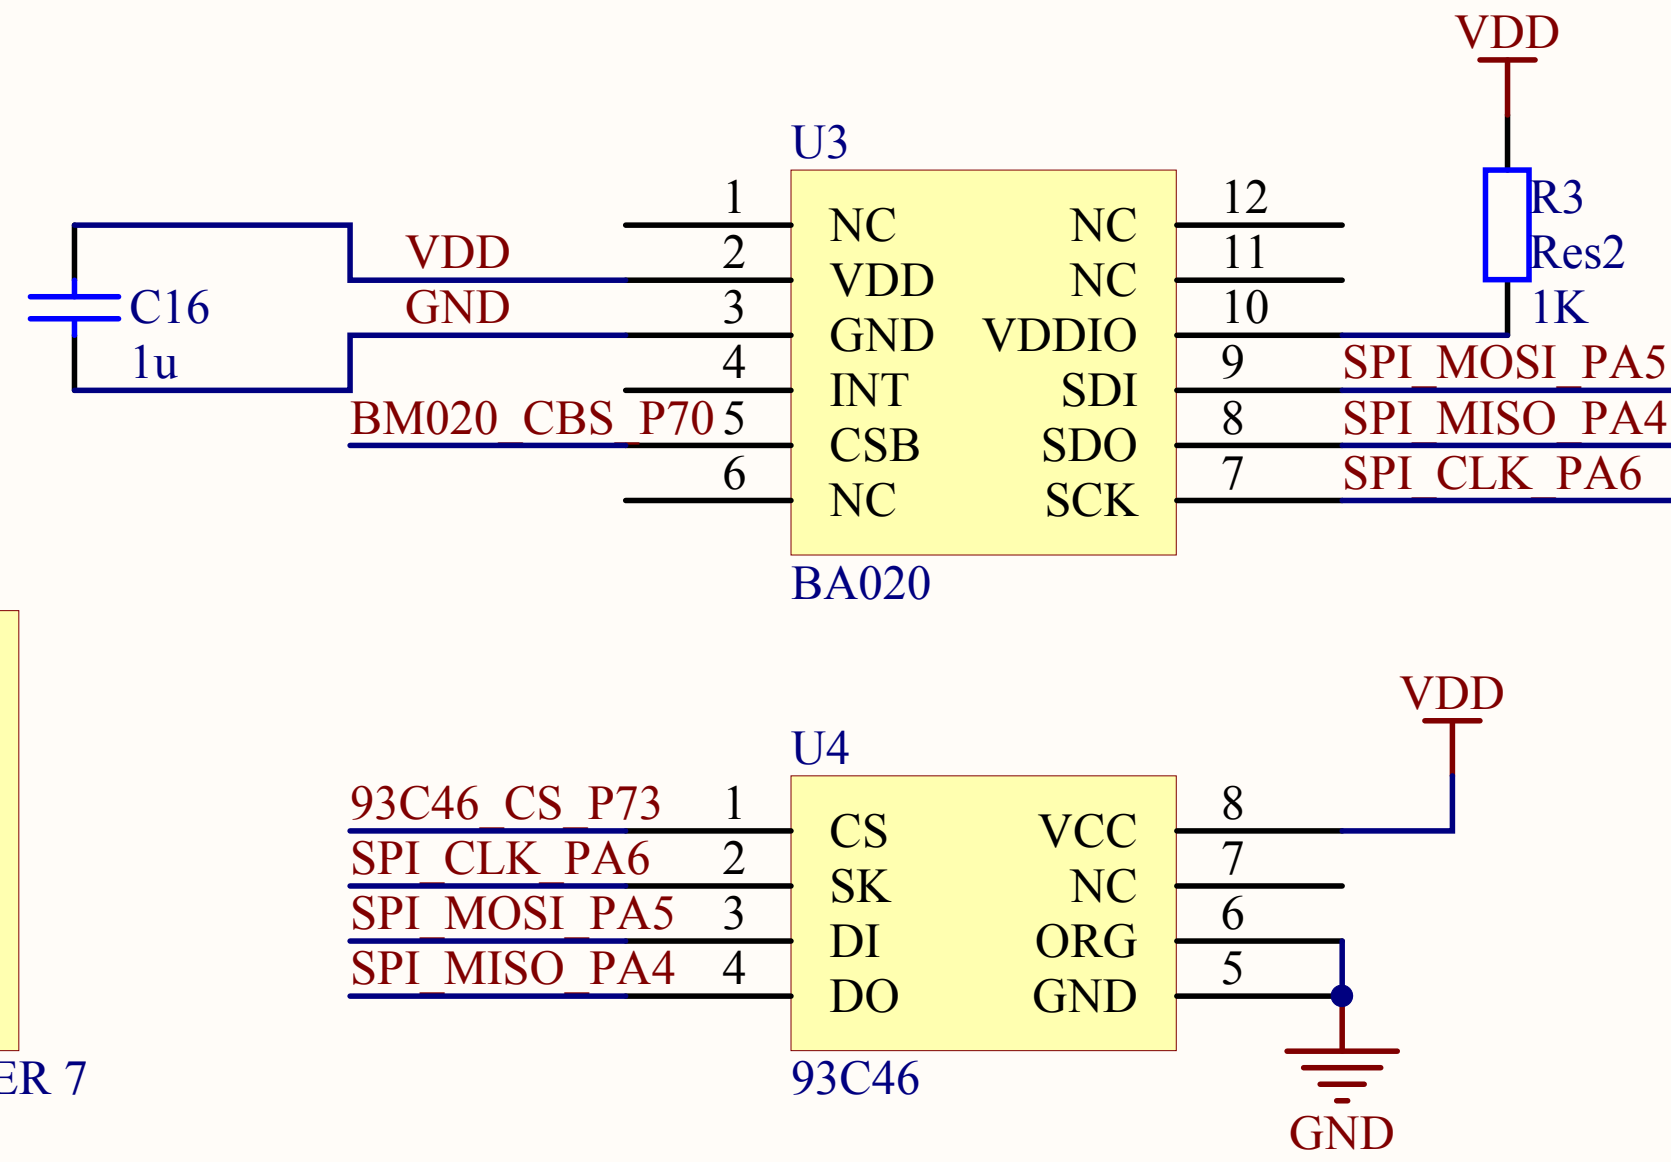 VDD
U3
1 NC NC 12
VDD 2 VDD NC 11
GND 3 GND VDDIO 10
4 INT SDI 9 SPI_MOSI_PA5
BM020_CBS_P70 5 CSB SDO 8 SPI_MISO_PA4
6 NC SCK 7 SPI_CLK_PA6
C16
1u
R3
Res2
1K
BA020
VDD
U4
93C46_CS_P73 1 CS VCC 8
SPI_CLK_PA6 2 SK NC 7
SPI_MOSI_PA5 3 DI ORG 6
SPI_MISO_PA4 4 DO GND 5
93C46
GND
ER 7